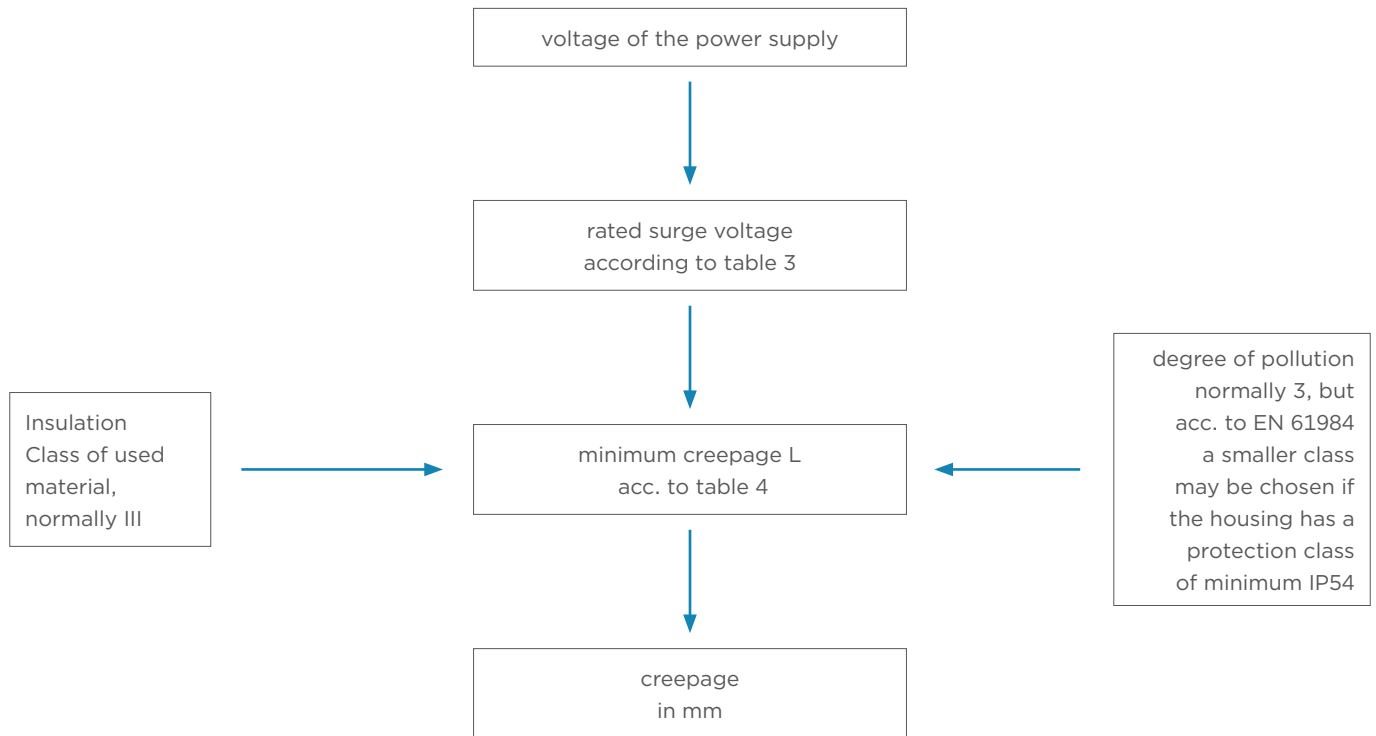 voltage of the power supply
rated surge voltage
according to table 3
Insulation
Class of used
material,
normally III
minimum creepage L
acc. to table 4
degree of pollution
normally 3, but
acc. to EN 61984
a smaller class
may be chosen if
the housing has a
protection class
of minimum IP54
creepage
in mm